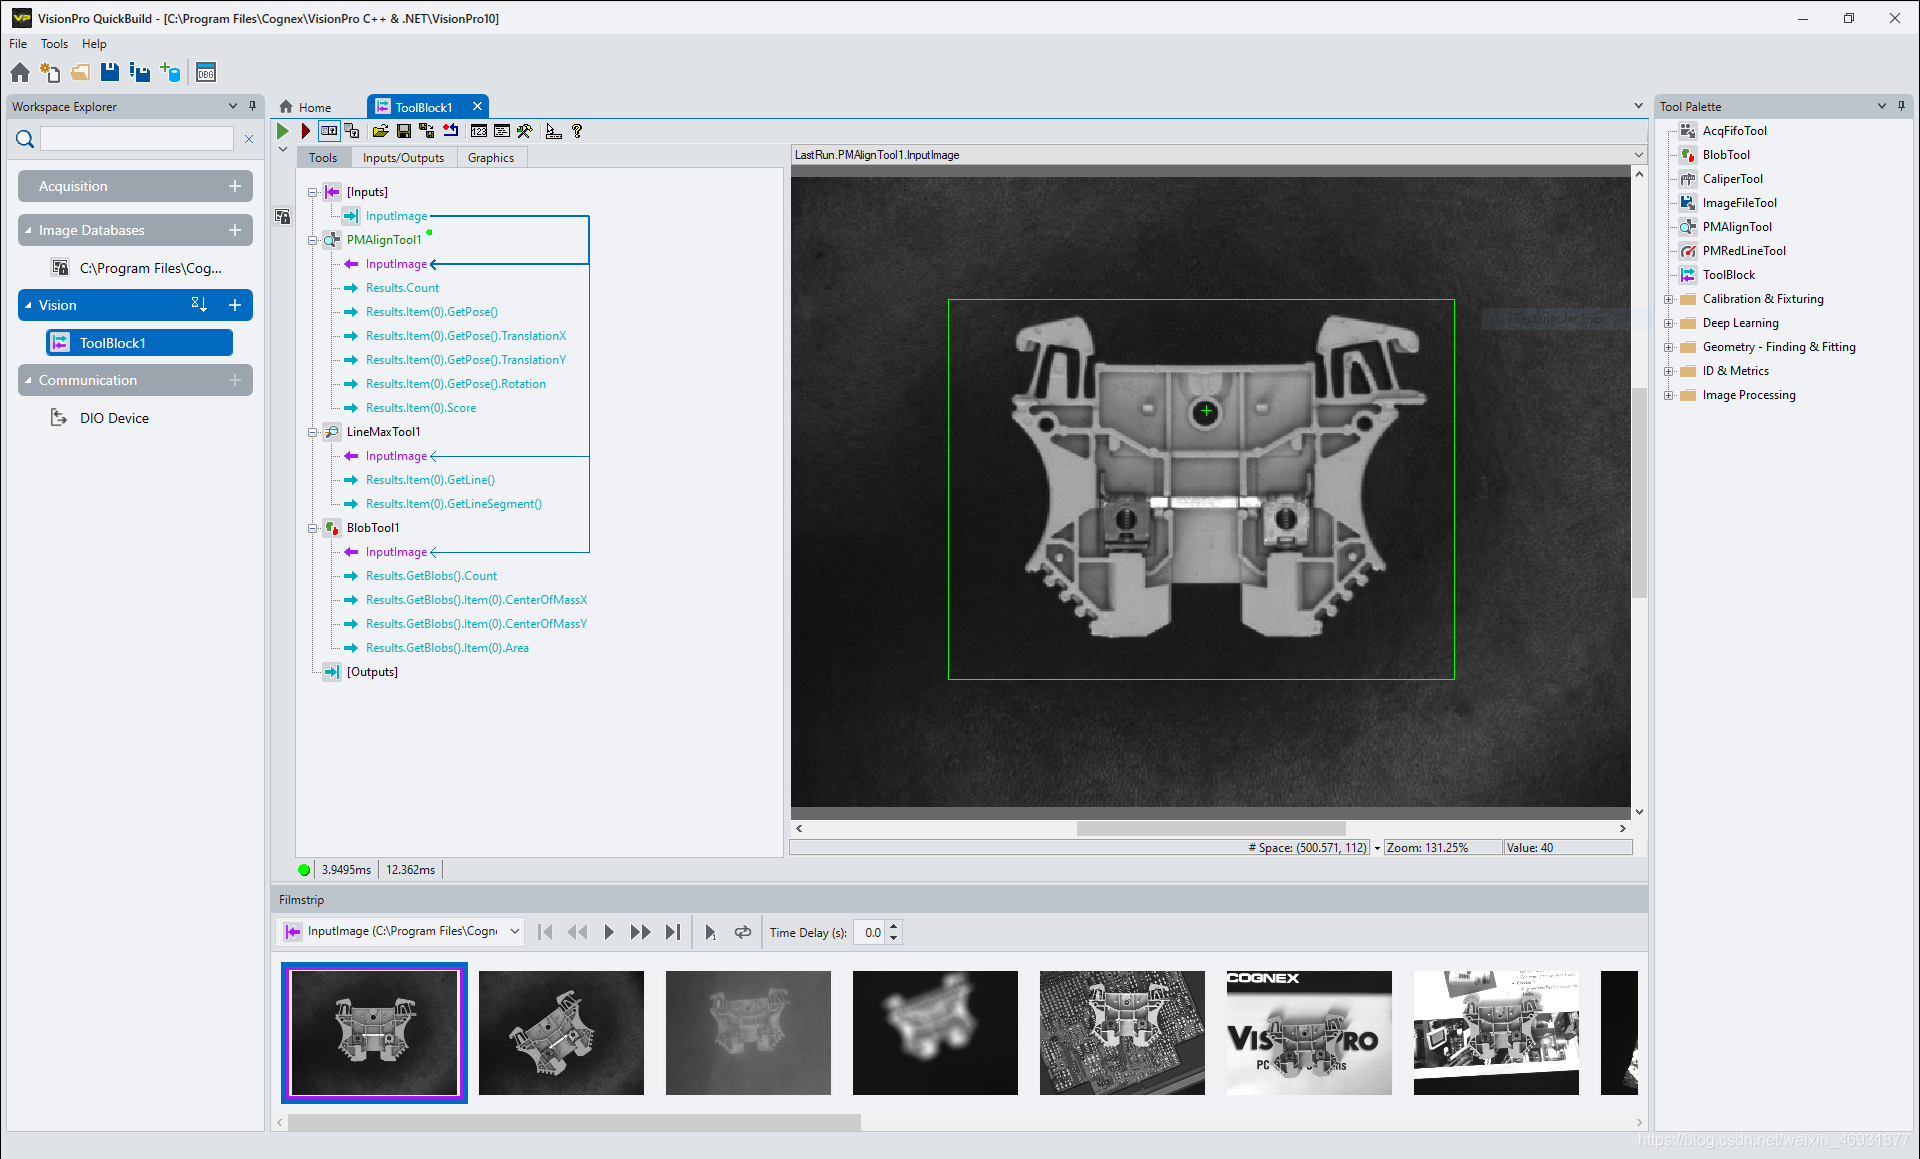 VP VisionPro QuickBuild - [C:\Program Files\Cognex\VisionPro C++ & .NET\VisionPro10]
File Tools Help
DBG
Workspace Explorer
Acquisition
Image Databases
C:\Program Files\Cog...
Vision
ToolBlock1
Communication
DIO Device
Home ToolBlock1
Tools Inputs/Outputs Graphics
[Inputs]
InputImage
PMAlignTool1
InputImage
Results.Count
Results.Item(0).GetPose()
Results.Item(0).GetPose().TranslationX
Results.Item(0).GetPose().TranslationY
Results.Item(0).GetPose().Rotation
Results.Item(0).Score
LineMaxTool1
InputImage
Results.Item(0).GetLine()
Results.Item(0).GetLineSegment()
BlobTool1
InputImage
Results.GetBlobs().Count
Results.GetBlobs().Item(0).CenterOfMassX
Results.GetBlobs().Item(0).CenterOfMassY
Results.GetBlobs().Item(0).Area
[Outputs]
3.9495ms 12.362ms
LastRun.PMAlignTool1.InputImage
# Space: (500.571, 112) Zoom: 131.25% Value: 40
Filmstrip
InputImage (C:\Program Files\Cogn
Time Delay (s): 0.0
COGNEX
VIS PRO
PC
Tool Palette
AcqFifoTool
BlobTool
CaliperTool
ImageFileTool
PMAlignTool
PMRedLineTool
ToolBlock
Calibration & Fixturing
Deep Learning
Geometry - Finding & Fitting
ID & Metrics
Image Processing
https://blog.csdn.net/weixin_46931877